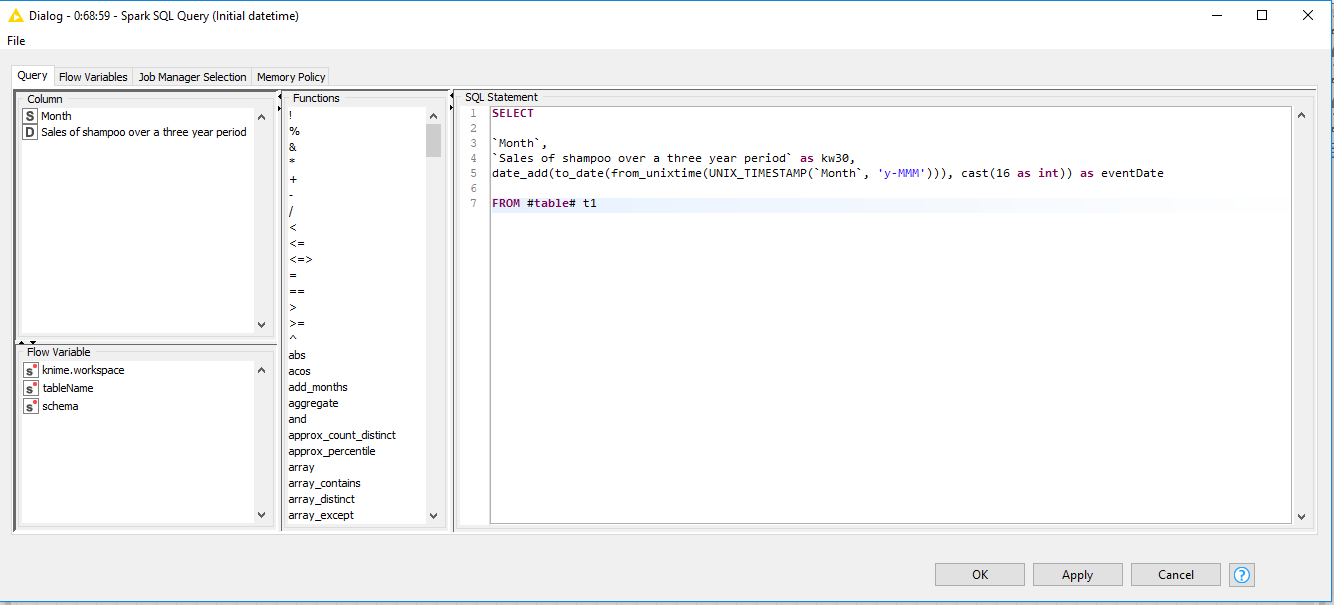 Dialog - 0:68:59 - Spark SQL Query (Initial datetime)
File
Query Flow Variables Job Manager Selection Memory Policy
Column
S Month
D Sales of shampoo over a three year period
Flow Variable
s knime.workspace
s tableName
s schema
Functions
!
%
&
*
+
-
/
<
<=
<=>
=
==
>
>=
^
abs
acos
add_months
aggregate
and
approx_count_distinct
approx_percentile
array
array_contains
array_distinct
array_except
SQL Statement
1 SELECT
2
3 `Month`,
4 `Sales of shampoo over a three year period` as kw30,
5 date_add(to_date(from_unixtime(UNIX_TIMESTAMP(`Month`, 'y-MMM'))), cast(16 as int)) as eventDate
6
7 FROM #table# t1
OK Apply Cancel ?